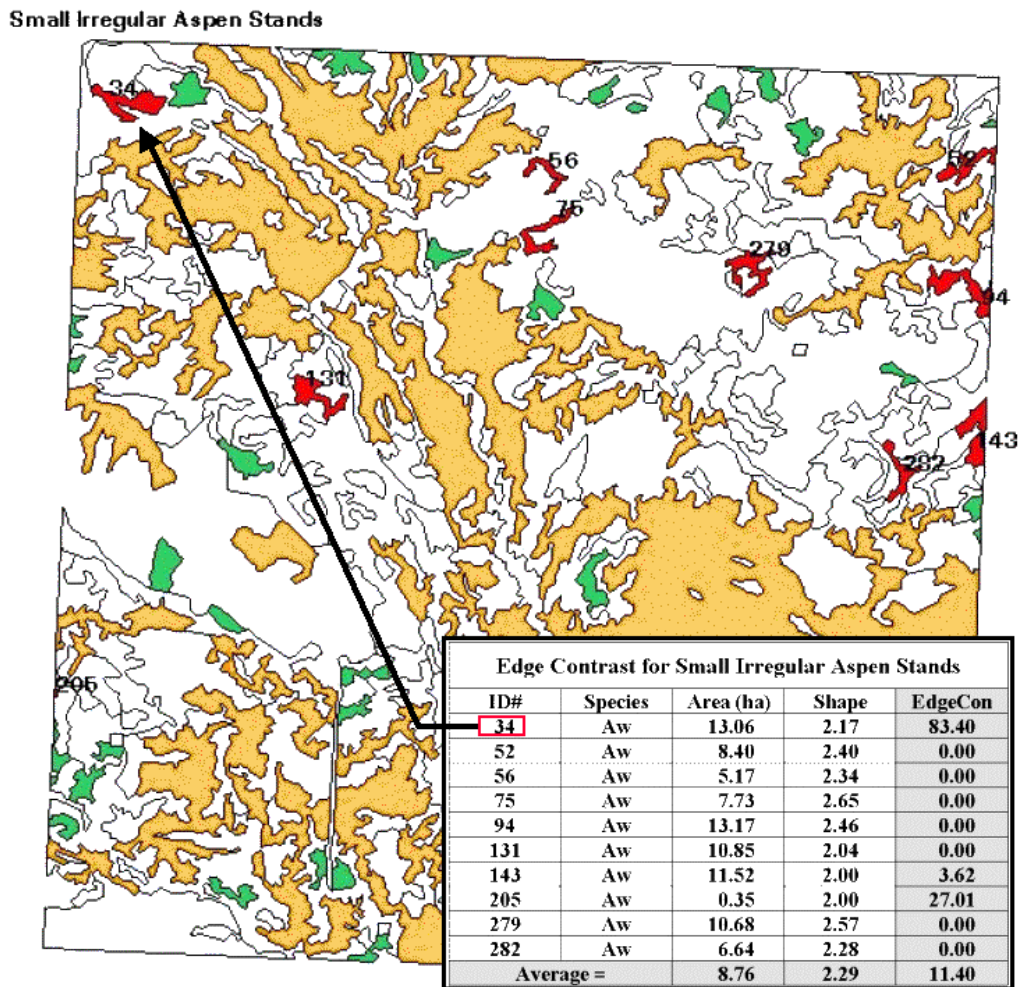 Small Irregular Aspen Stands
34
56
52
75
279
94
131
143
282
205
Edge Contrast for Small Irregular Aspen Stands
ID# Species Area (ha) Shape EdgeCon
34 Aw 13.06 2.17 83.40
52 Aw 8.40 2.40 0.00
56 Aw 5.17 2.34 0.00
75 Aw 7.73 2.65 0.00
94 Aw 13.17 2.46 0.00
131 Aw 10.85 2.04 0.00
143 Aw 11.52 2.00 3.62
205 Aw 0.35 2.00 27.01
279 Aw 10.68 2.57 0.00
282 Aw 6.64 2.28 0.00
Average = 8.76 2.29 11.40